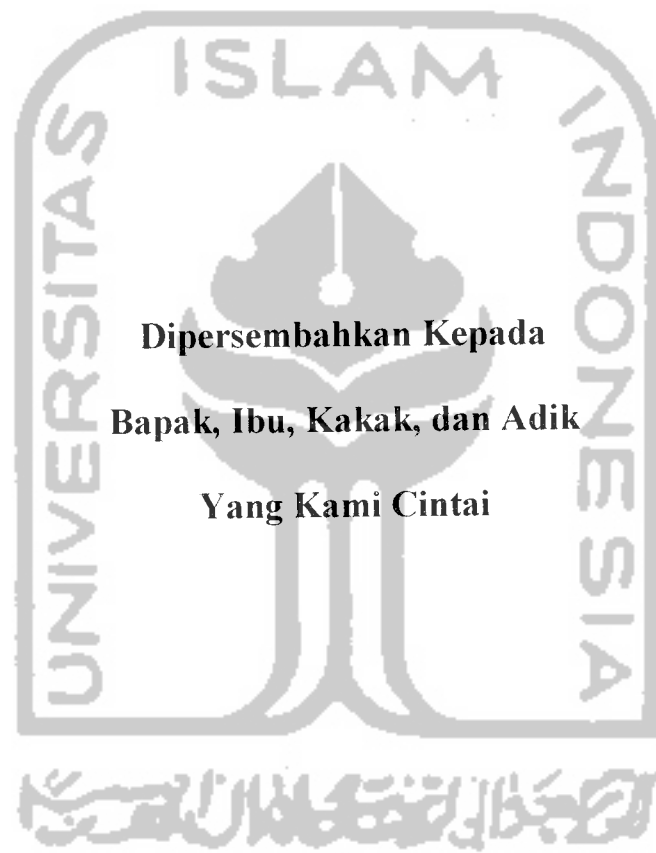 UNIVERSITAS ISLAM INDONESIA
Dipersembahkan Kepada
Bapak, Ibu, Kakak, dan Adik
Yang Kami Cintai